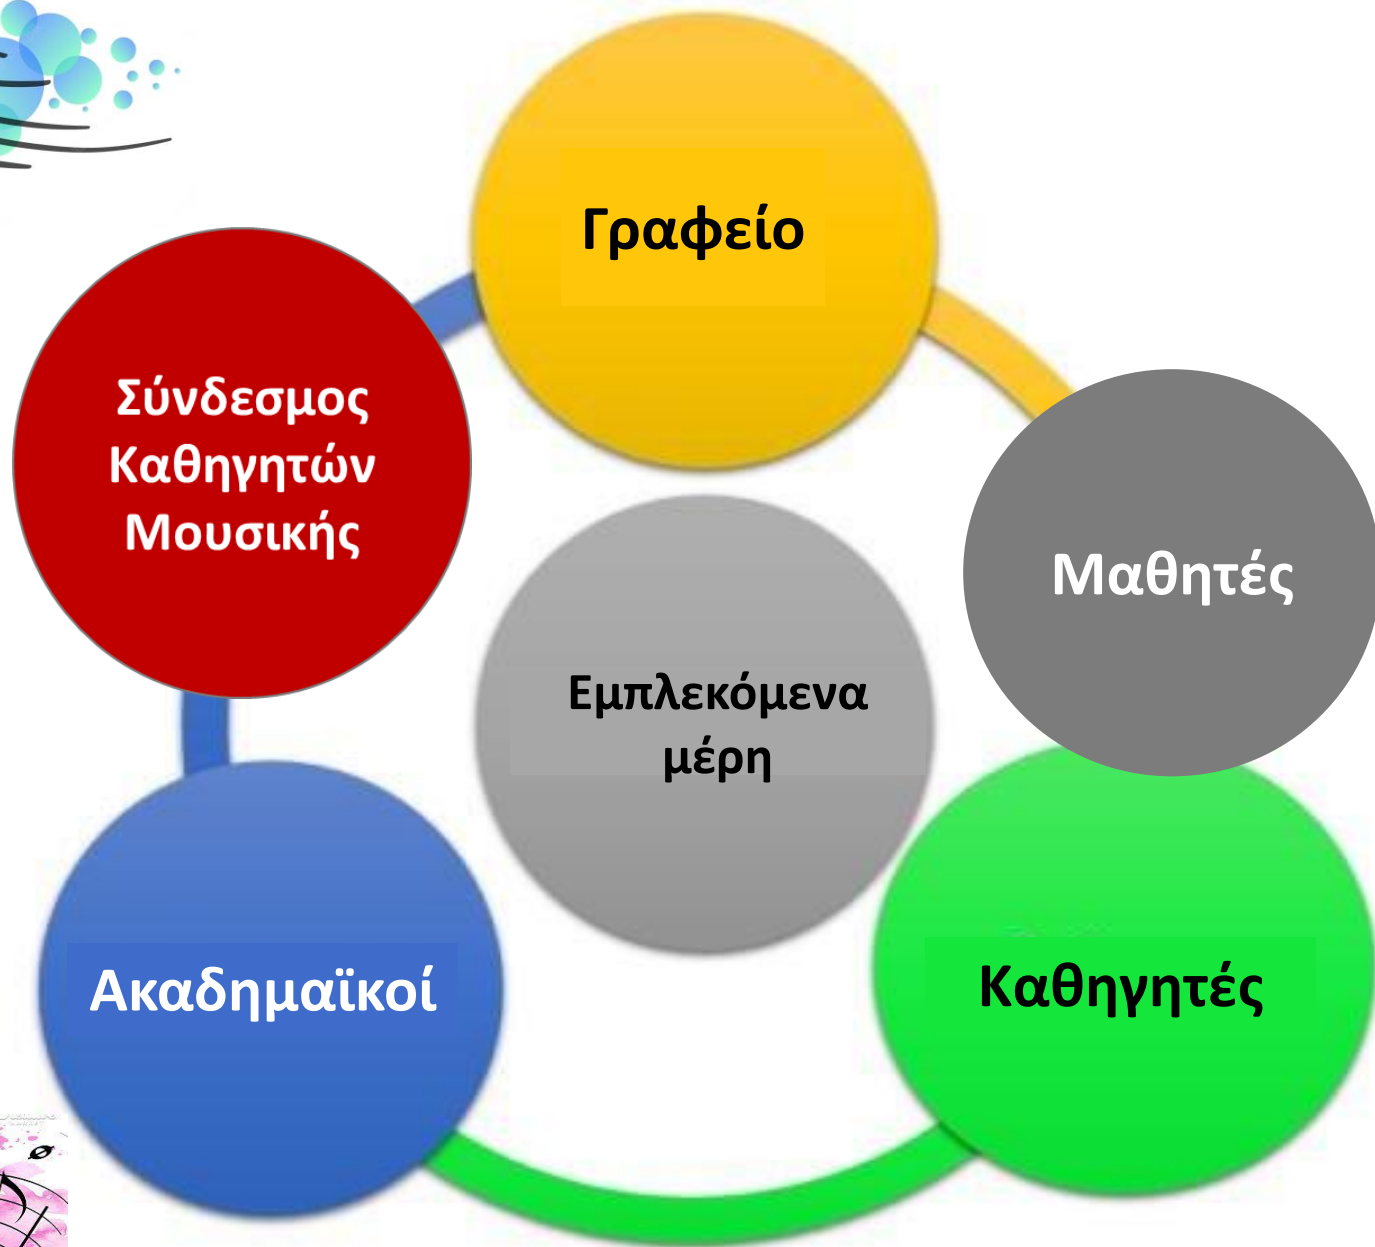 Γραφείο
Σύνδεσμος
Καθηγητών
Μουσικής
Μαθητές
Εμπλεκόμενα
μέρη
Ακαδημαϊκοί
Καθηγητές